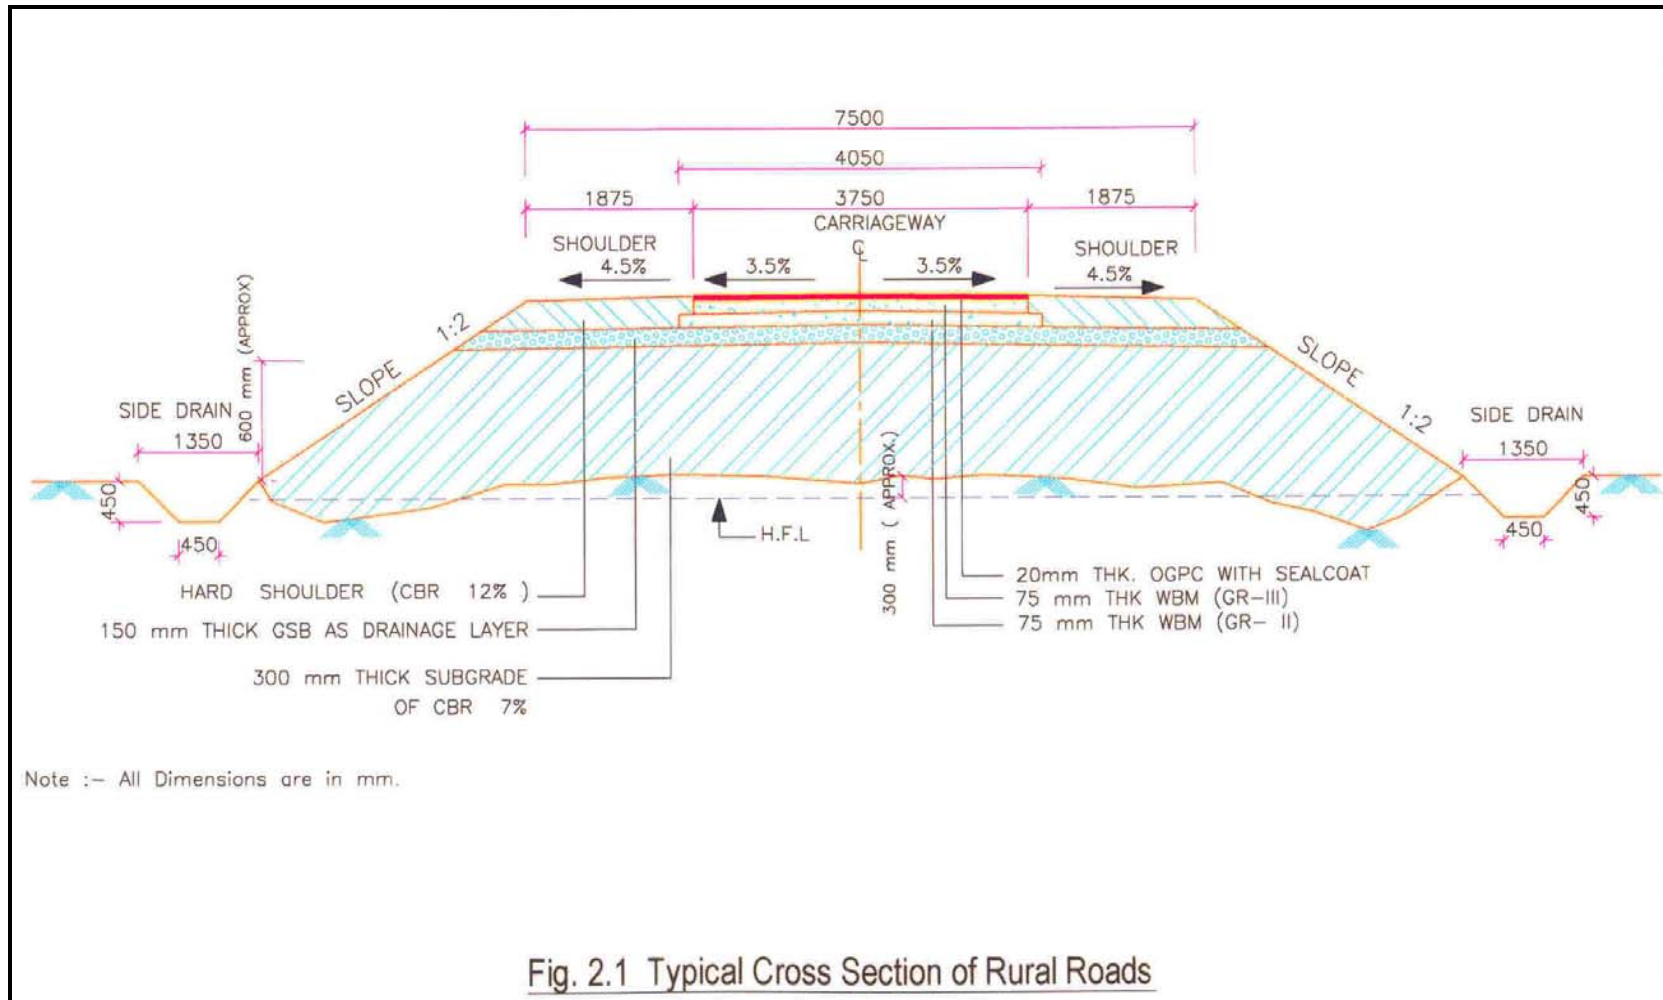 7500
4050
1875
3750
1875
CARRIAGEWAY
SHOULDER
℄
SHOULDER
4.5%
3.5%
3.5%
4.5%
600 mm (APPROX)
1:2
SLOPE
SLOPE
1:2
SIDE DRAIN
1350
SIDE DRAIN
1350
300 mm ( APPROX.)
450
450
450
450
H.F.L
HARD SHOULDER (CBR 12% )
150 mm THICK GSB AS DRAINAGE LAYER
300 mm THICK SUBGRADE
OF CBR 7%
20mm THK. OGPC WITH SEALCOAT
75 mm THK WBM (GR-III)
75 mm THK WBM (GR- II)
Note :- All Dimensions are in mm.
Fig. 2.1 Typical Cross Section of Rural Roads